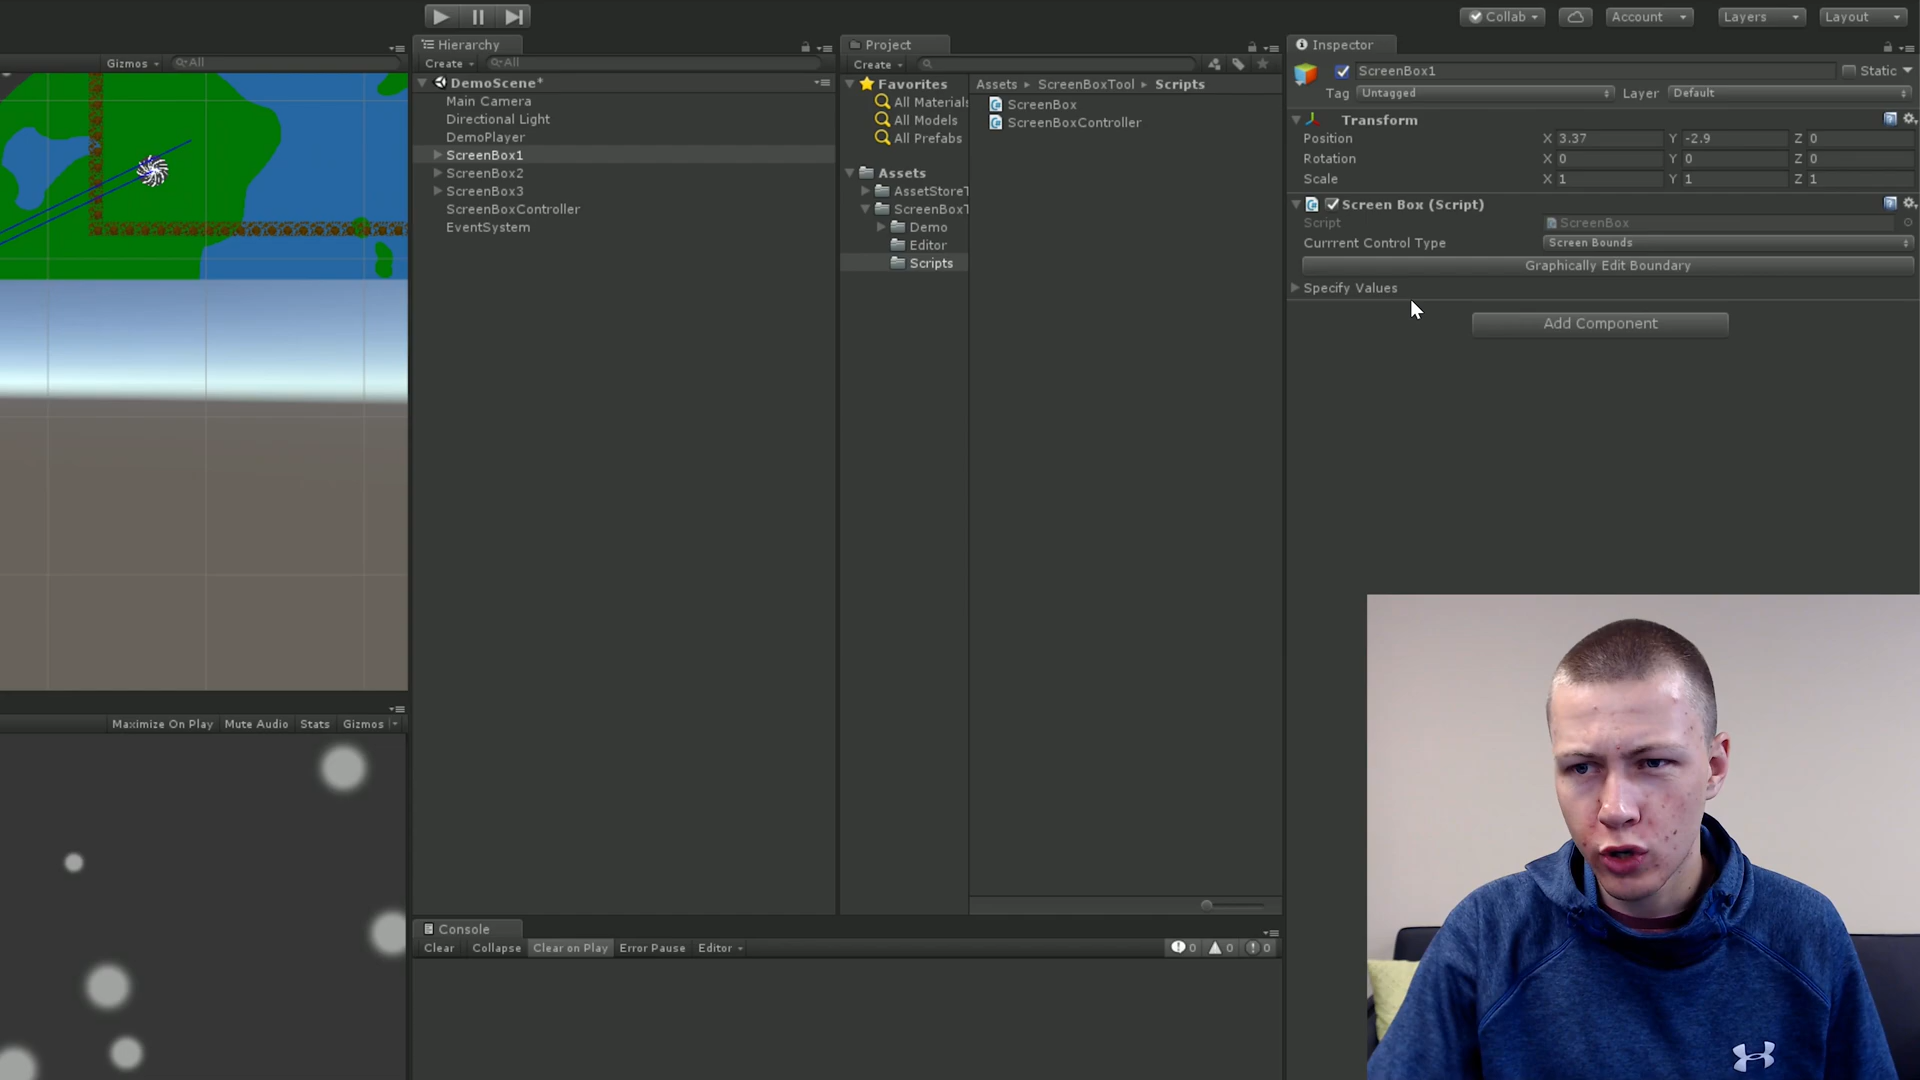 Collab
Account
Layers
Layout
Hierarchy
Project
Inspector
Gizmos
All
Create
All
Create
ScreenBox1
Static
DemoScene*
Favorites
Assets ▸ ScreenBoxTool ▸ Scripts
Tag Untagged
Layer Default
Main Camera
All Materials
ScreenBox
Directional Light
All Models
ScreenBoxController
Transform
DemoPlayer
All Prefabs
Position X 3.37 Y -2.9 Z 0
ScreenBox1
Rotation X 0 Y 0 Z 0
ScreenBox2
Assets
Scale X 1 Y 1 Z 1
ScreenBox3
AssetStoreT
Screen Box (Script)
ScreenBoxController
ScreenBoxT
Script ScreenBox
EventSystem
Demo
Currrent Control Type Screen Bounds
Editor
Graphically Edit Boundary
Scripts
Specify Values
Add Component
Maximize On Play Mute Audio Stats Gizmos
Console
Clear Collapse Clear on Play Error Pause Editor
0 0 0